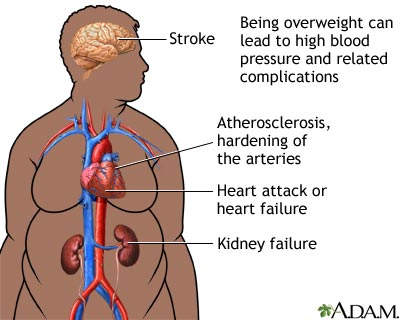 Stroke
Being overweight can
lead to high blood
pressure and related
complications
Atherosclerosis,
hardening of
the arteries
Heart attack or
heart failure
Kidney failure
A.D.A.M.